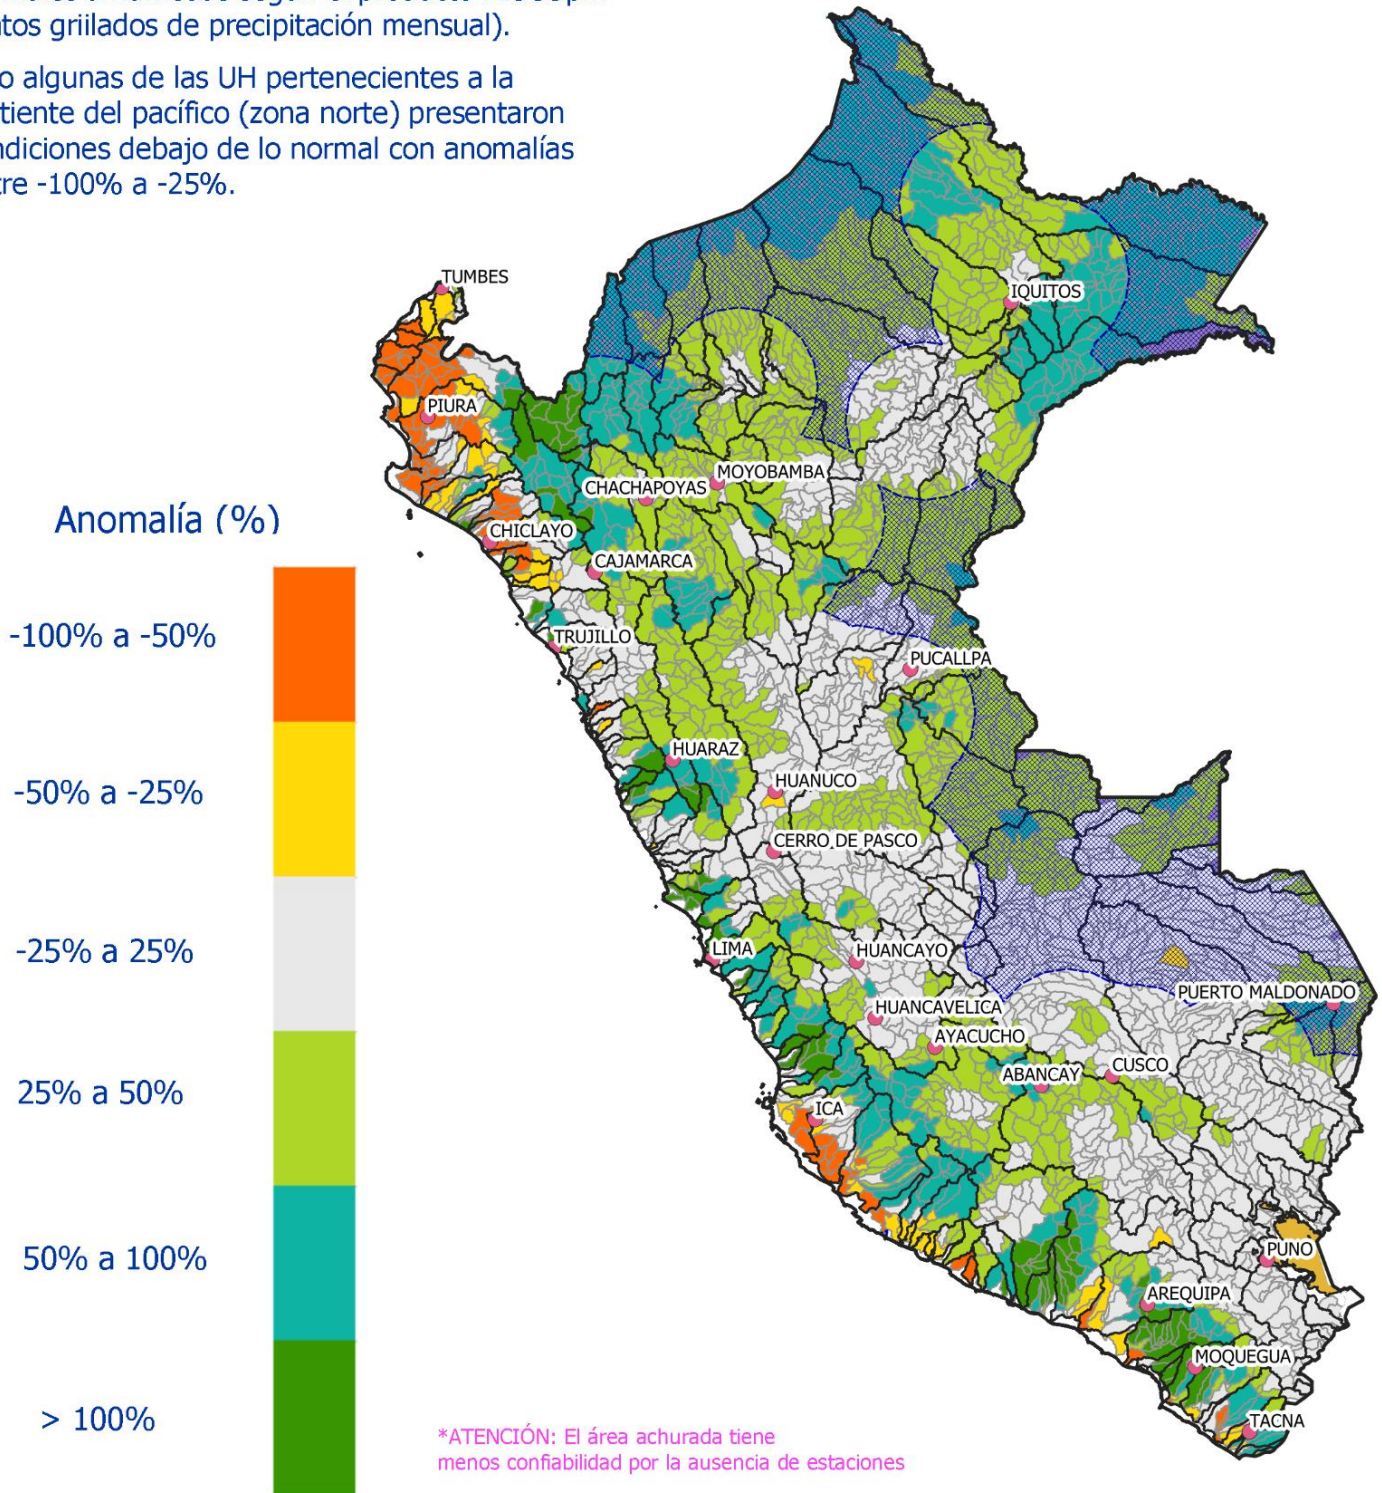 tos griilados de precipitación mensual).
o algunas de las UH pertenecientes a la
tiente del pacífico (zona norte) presentaron
ndiciones debajo de lo normal con anomalías
tre -100% a -25%.
TUMBES
IQUITOS
PIURA
MOYOBAMBA
CHACHAPOYAS
Anomalía (%)
CHICLAYO
CAJAMARCA
-100% a -50%
TRUJILLO
PUCALLPA
HUARAZ
HUANUCO
-50% a -25%
CERRO DE PASCO
LIMA
HUANCAYO
-25% a 25%
PUERTO MALDONADO
HUANCAVELICA
AYACUCHO
ABANCAY
CUSCO
25% a 50%
ICA
PUNO
50% a 100%
AREQUIPA
MOQUEGUA
> 100%
TACNA
*ATENCIÓN: El área achurada tiene
menos confiabilidad por la ausencia de estaciones